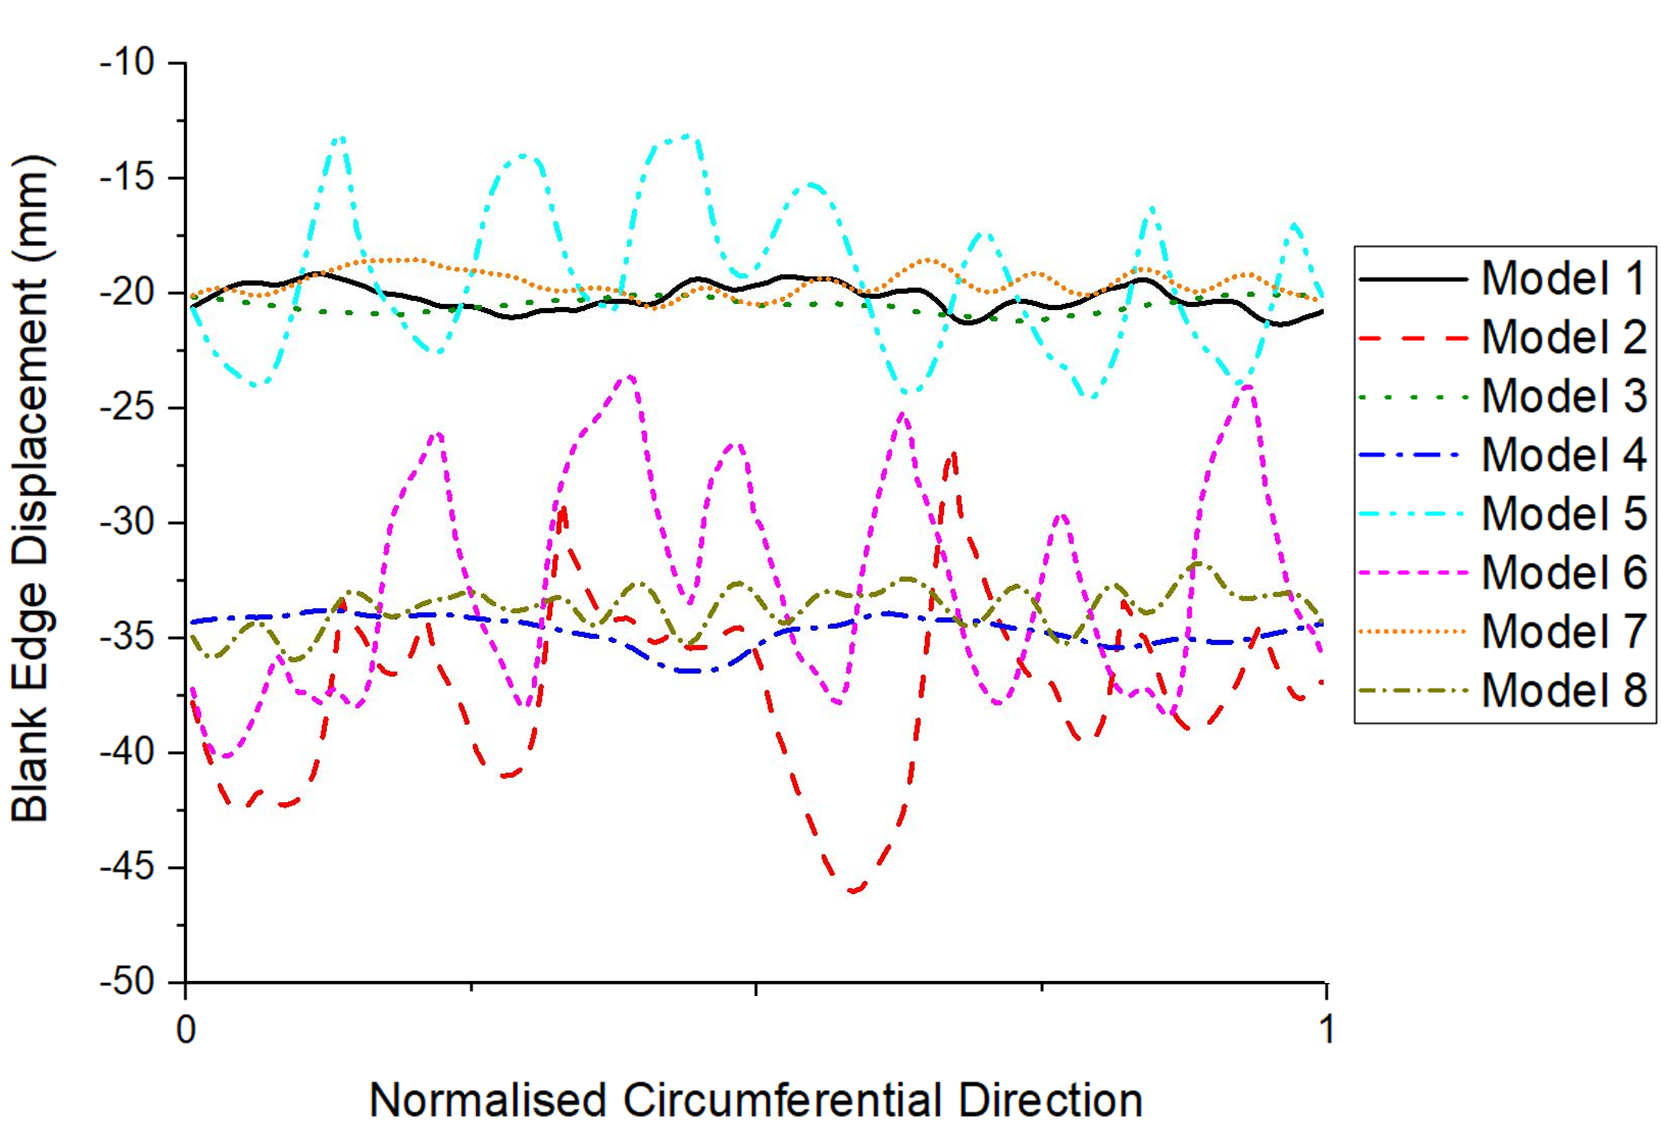 Blank Edge Displacement (mm)
-10
-15
-20
-25
-30
-35
-40
-45
-50
0
1
Normalised Circumferential Direction
Model 1
Model 2
Model 3
Model 4
Model 5
Model 6
Model 7
Model 8